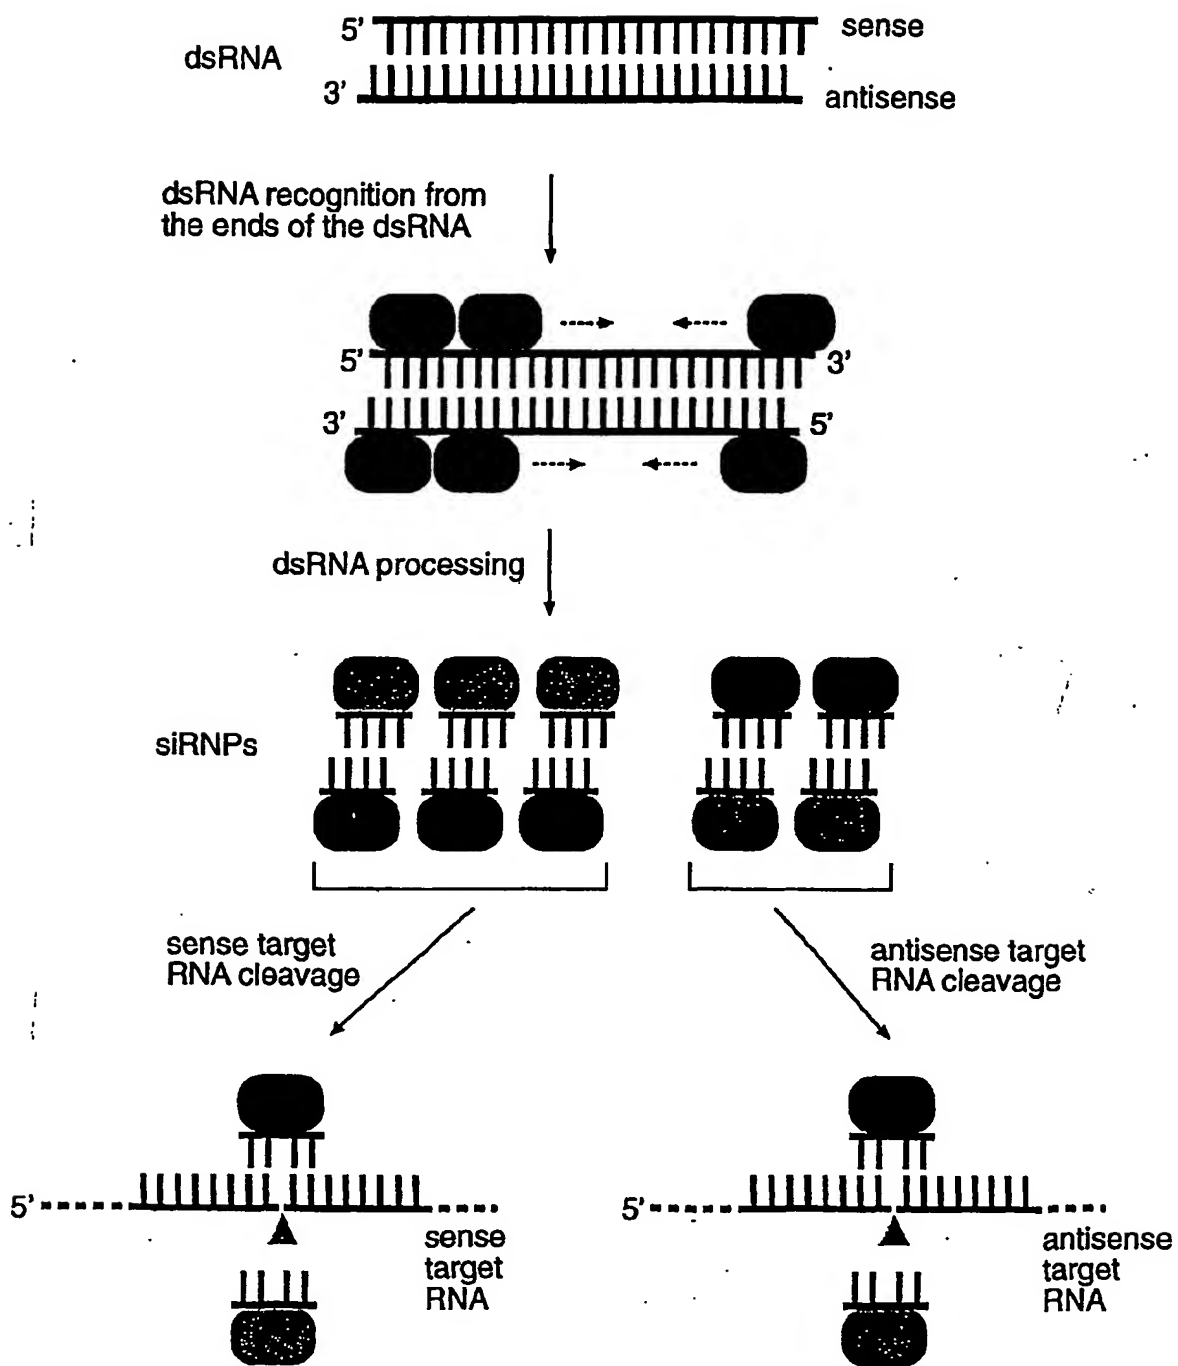 5' sense
dsRNA
3' antisense
dsRNA recognition from
the ends of the dsRNA
5' 3'
3' 5'
dsRNA processing
siRNPs
sense target
RNA cleavage
antisense target
RNA cleavage
5'
sense
target
RNA
5'
antisense
target
RNA